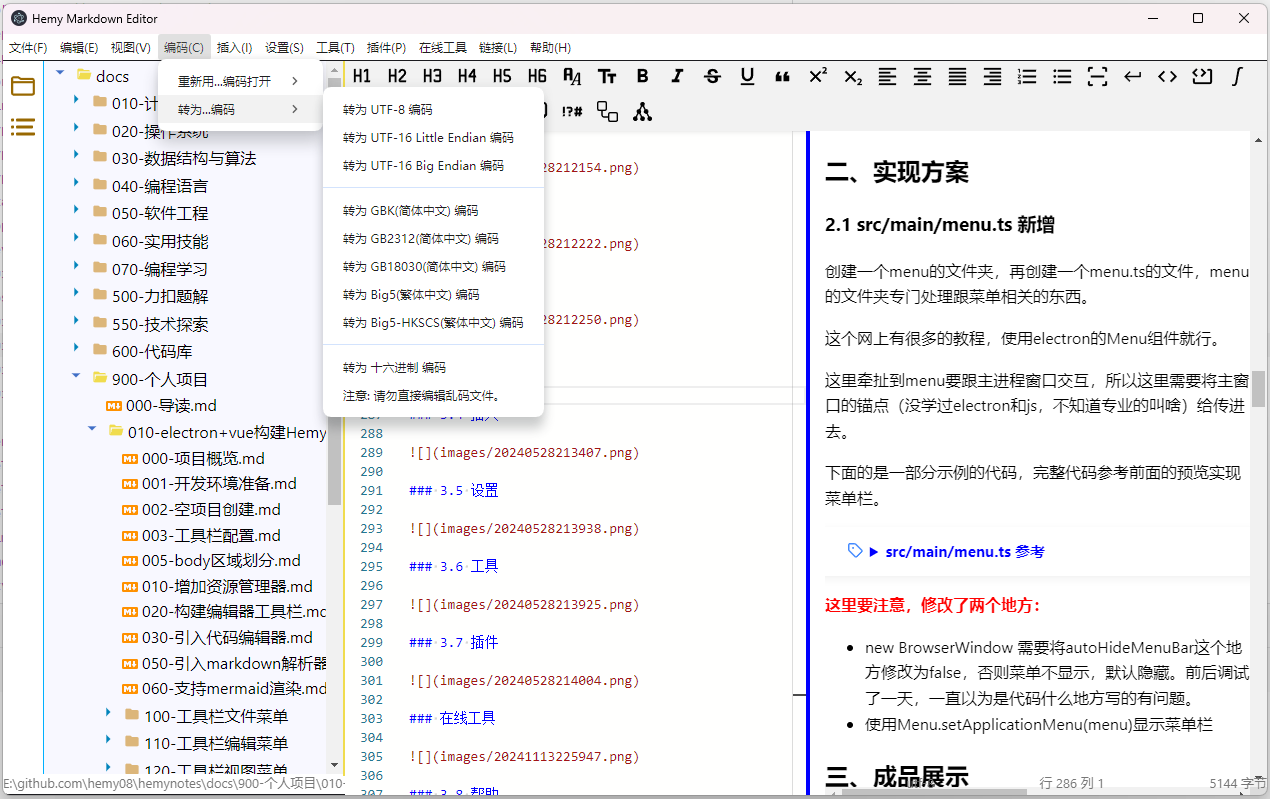 Hemy Markdown Editor
文件(F) 编辑(E) 视图(V) 编码(C) 插入(I) 设置(S) 工具(T) 插件(P) 在线工具 链接(L) 帮助(H)
重新用...编码打开
转为...编码
转为 UTF-8 编码
转为 UTF-16 Little Endian 编码
转为 UTF-16 Big Endian 编码
转为 GBK(简体中文) 编码
转为 GB2312(简体中文) 编码
转为 GB18030(简体中文) 编码
转为 Big5(繁体中文) 编码
转为 Big5-HKSCS(繁体中文) 编码
转为 十六进制 编码
注意: 请勿直接编辑乱码文件。
docs
010-计
020-操作系统
030-数据结构与算法
040-编程语言
050-软件工程
060-实用技能
070-编程学习
500-力扣题解
550-技术探索
600-代码库
900-个人项目
000-导读.md
010-electron+vue构建Hemy
000-项目概览.md
001-开发环境准备.md
002-空项目创建.md
003-工具栏配置.md
005-body区域划分.md
010-增加资源管理器.md
020-构建编辑器工具栏.mc
030-引入代码编辑器.md
050-引入markdown解析器
060-支持mermaid渲染.md
100-工具栏文件菜单
110-工具栏编辑菜单
120-工具栏视图菜单
H1 H2 H3 H4 H5 H6 B I S U x² x₂
!?#
28212154.png)
28212222.png)
28212250.png)
287 ### 3.4 插入
288
289 ![](images/20240528213407.png)
290
291 ### 3.5 设置
292
293 ![](images/20240528213938.png)
294
295 ### 3.6 工具
296
297 ![](images/20240528213925.png)
298
299 ### 3.7 插件
300
301 ![](images/20240528214004.png)
302
303 ### 在线工具
304
305 ![](images/20241113225947.png)
306
307 ### 3.8 帮助
二、实现方案
2.1 src/main/menu.ts 新增
创建一个menu的文件夹，再创建一个menu.ts的文件，menu
的文件夹专门处理跟菜单相关的东西。
这个网上有很多的教程，使用electron的Menu组件就行。
这里牵扯到menu要跟主进程窗口交互，所以这里需要将主窗
口的锚点（没学过electron和js，不知道专业的叫啥）给传进
去。
下面的是一部分示例的代码，完整代码参考前面的预览实现
菜单栏。
src/main/menu.ts 参考
这里要注意，修改了两个地方：
new BrowserWindow 需要将autoHideMenuBar这个地
方修改为false，否则菜单不显示，默认隐藏。前后调试
了一天，一直以为是代码什么地方写的有问题。
使用Menu.setApplicationMenu(menu)显示菜单栏
三、成品展示
E:\github.com\hemy08\hemynotes\docs\900-个人项目\010-
行 286 列 1
5144 字节